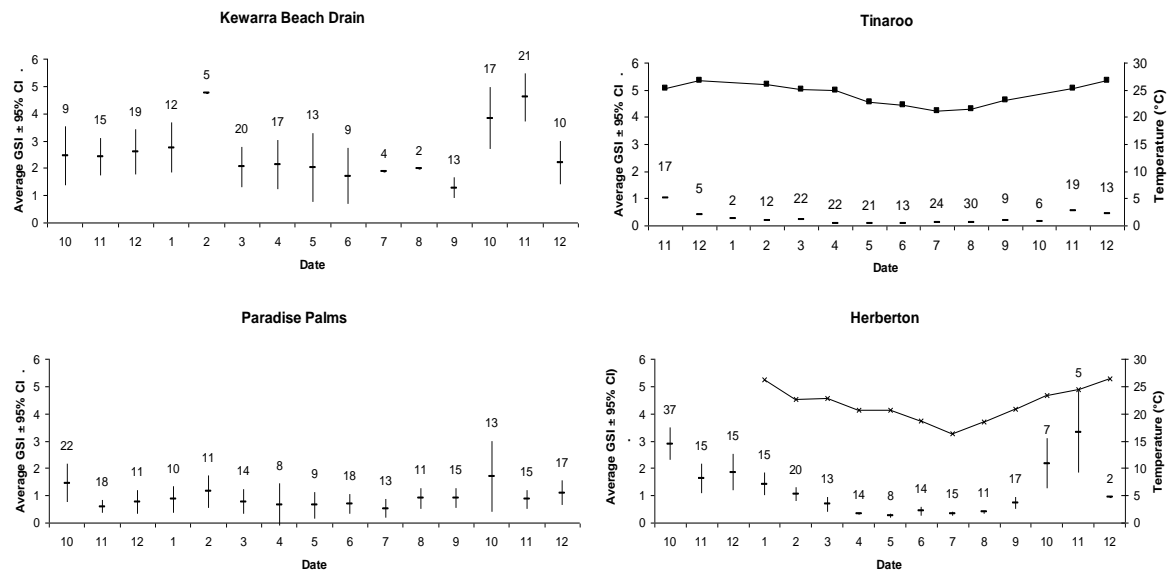 Kewarra Beach Drain
Average GSI ± 95% CI .
6
5
4
3
2
1
0
9 15 19 12 5 20 17 13 9 4 2 13 17 21 10
10 11 12 1 2 3 4 5 6 7 8 9 10 11 12
Date
Tinaroo
Average GSI ± 95% CI .
6
5
4
3
2
1
0
17 5 2 12 22 22 21 13 24 30 9 6 19 13
30
25
20
15
10
5
0
Temperature (°C)
11 12 1 2 3 4 5 6 7 8 9 10 11 12
Date
Paradise Palms
Average GSI ± 95% CI .
6
5
4
3
2
1
0
22 18 11 10 11 14 8 9 18 13 11 15 13 15 17
10 11 12 1 2 3 4 5 6 7 8 9 10 11 12
Date
Herberton
Average GSI ± 95% CI)
.
6
5
4
3
2
1
0
37 15 15 15 20 13 14 8 14 15 11 17 7 5 2
30
25
20
15
10
5
0
Temperature (°C)
10 11 12 1 2 3 4 5 6 7 8 9 10 11 12
Date